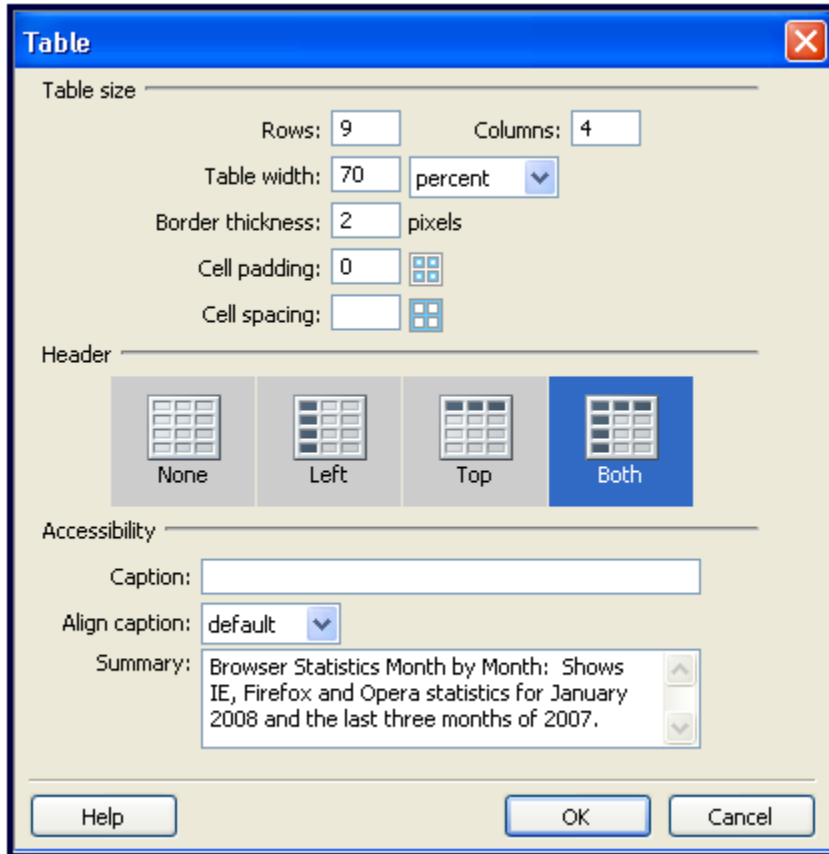 Table
Table size
Rows: 9 Columns: 4
Table width: 70 percent
Border thickness: 2 pixels
Cell padding: 0
Cell spacing:
Header
None Left Top Both
Accessibility
Caption:
Align caption: default
Summary: Browser Statistics Month by Month: Shows
IE, Firefox and Opera statistics for January
2008 and the last three months of 2007.
Help OK Cancel